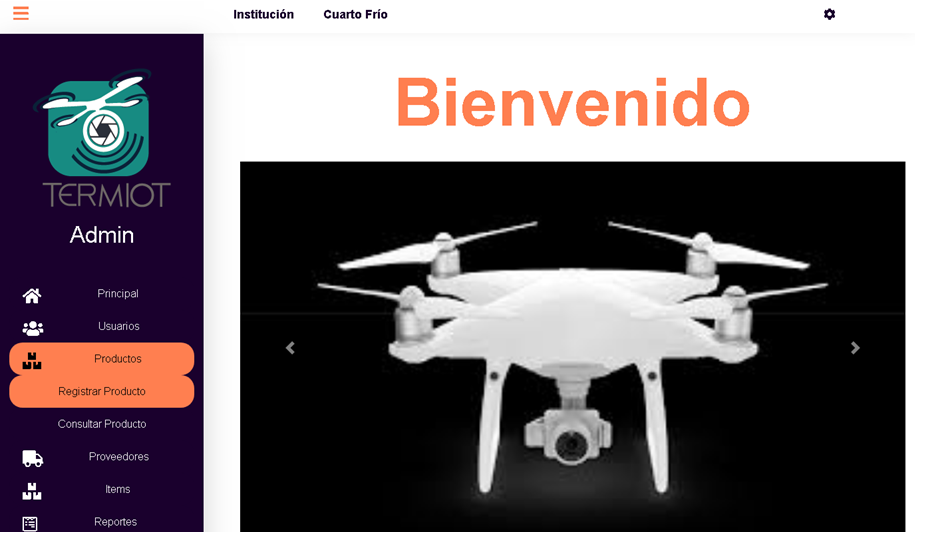 Institución
Cuarto Frío
TERMIOT
Admin
Principal
Usuarios
Productos
Registrar Producto
Consultar Producto
Proveedores
Items
Reportes
Bienvenido